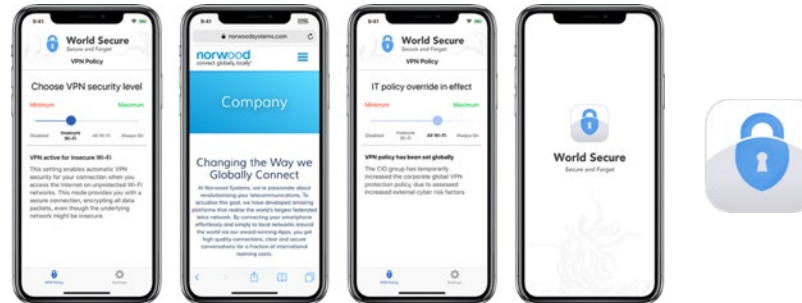 9:41
World Secure
Secure and Forget
VPN Policy
Choose VPN security level
Minimum Maximum
Disabled Insecure Wi-Fi All Wi-Fi Always On
VPN active for insecure Wi-Fi
This setting enables automatic VPN
security for your connection when you
access the Internet on unprotected Wi-Fi
networks. This mode provides you with a
secure connection, encrypting all data
packets, even though the underlying
network might be insecure.
VPN Policy Settings
9:41
norwoodsystems.com
norwood
connect globally, locally
Company
Changing the Way we
Globally Connect
At Norwood Systems, we're passionate about
revolutionising your telecommunications. To
actualise this goal, we have developed amazing
platforms that realise the world's largest federated
telco network. By connecting your smartphone
effortlessly and simply to local networks around
the world via our award-winning Apps, you get
high quality connections, clear and secure
conversations for a fraction of international
roaming costs.
9:41
World Secure
Secure and Forget
VPN Policy
IT policy override in effect
Minimum Maximum
Disabled Insecure Wi-Fi All Wi-Fi Always On
VPN policy has been set globally
The CIO group has temporarily
increased the corporate global VPN
protection policy, due to assessed
increased external cyber risk factors
VPN Policy Settings
World Secure
Secure and Forget